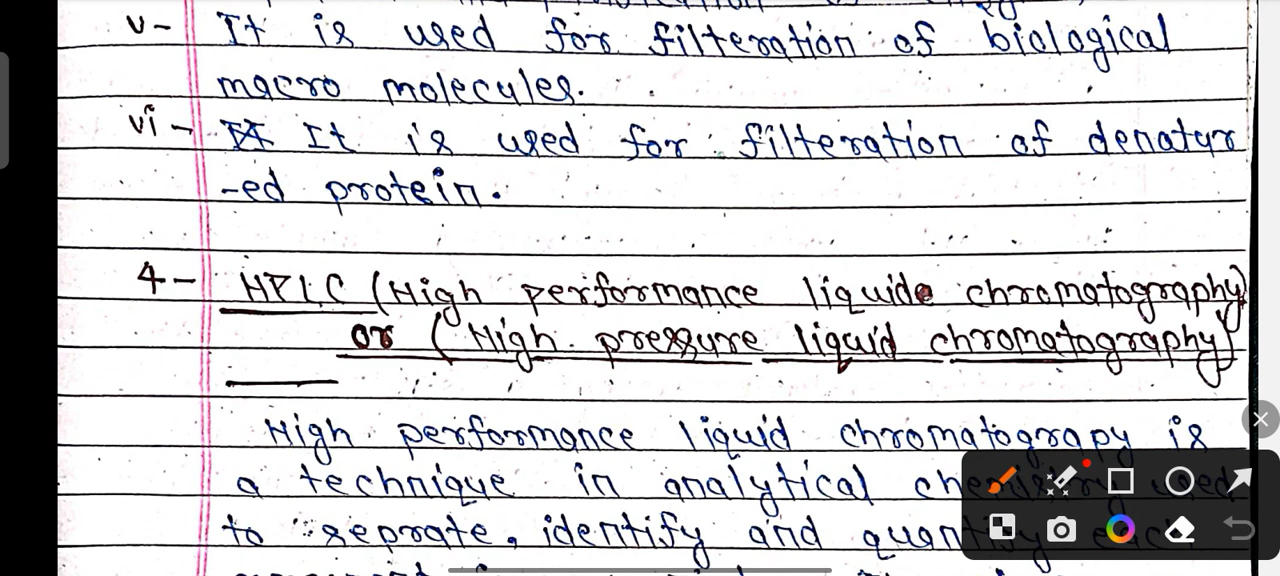 v- It is used for filteration of biological
macro molecules.
vi- It is used for filteration of denatur
-ed protein.
4- HPLC (High performance liquide chromatography)
or (High pressure liquid chromatography)
High performance liquid chromatograpy is
a technique in analytical used
to seprate, identify and